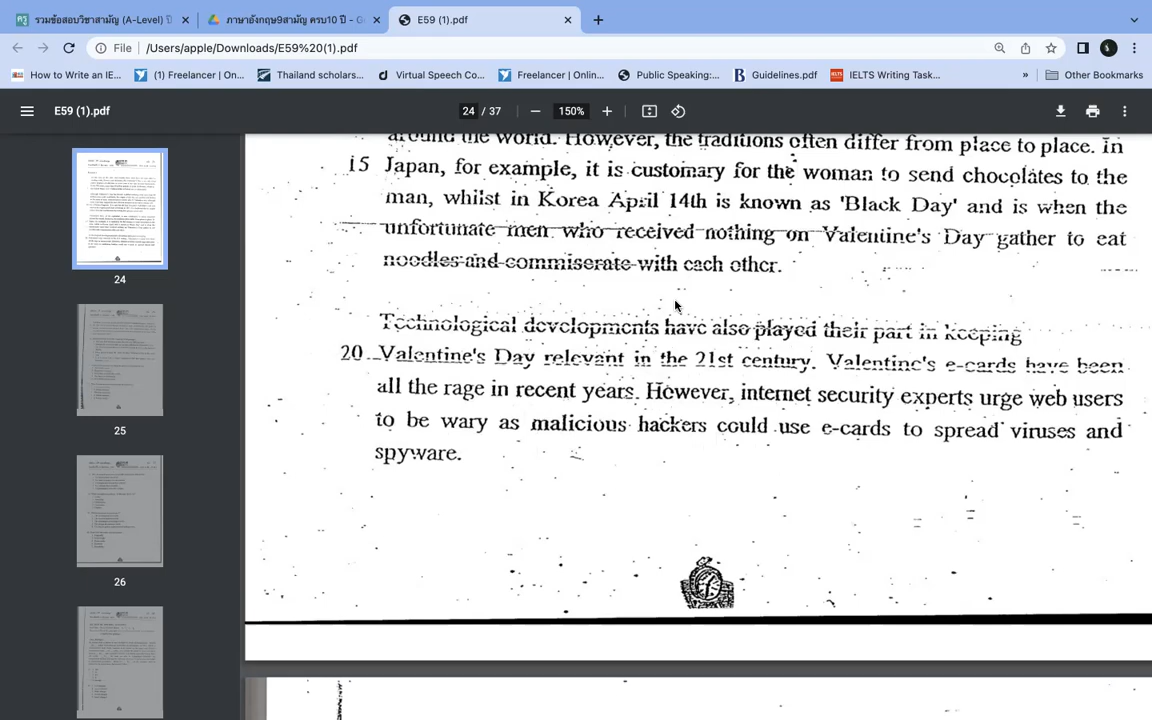 รวมข้อสอบวิชาสามัญ (A-Level) ปี
ภาษาอังกฤษ9สามัญ ครบ10 ปี - G
E59 (1).pdf
File
/Users/apple/Downloads/E59%20(1).pdf
How to Write an IE...
(1) Freelancer | On...
Thailand scholars...
Virtual Speech Co...
Freelancer | Onlin...
Public Speaking:...
Guidelines.pdf
IELTS Writing Task...
»
Other Bookmarks
E59 (1).pdf
24 / 37
150%
24
25
26
around the world. However, the traditions often differ from place to place. In
15 Japan, for example, it is customary for the woman to send chocolates to the
man, whilst in Korea April 14th is known as 'Black Day' and is when the
unfortunate men who received nothing on Valentine's Day gather to eat
noodles and commiserate with each other.
Technological developments have also played their part in keeping
20 Valentine's Day relevant in the 21st century. Valentine's e-cards have been
all the rage in recent years. However, internet security experts urge web users
to be wary as malicious hackers could use e-cards to spread viruses and
spyware.